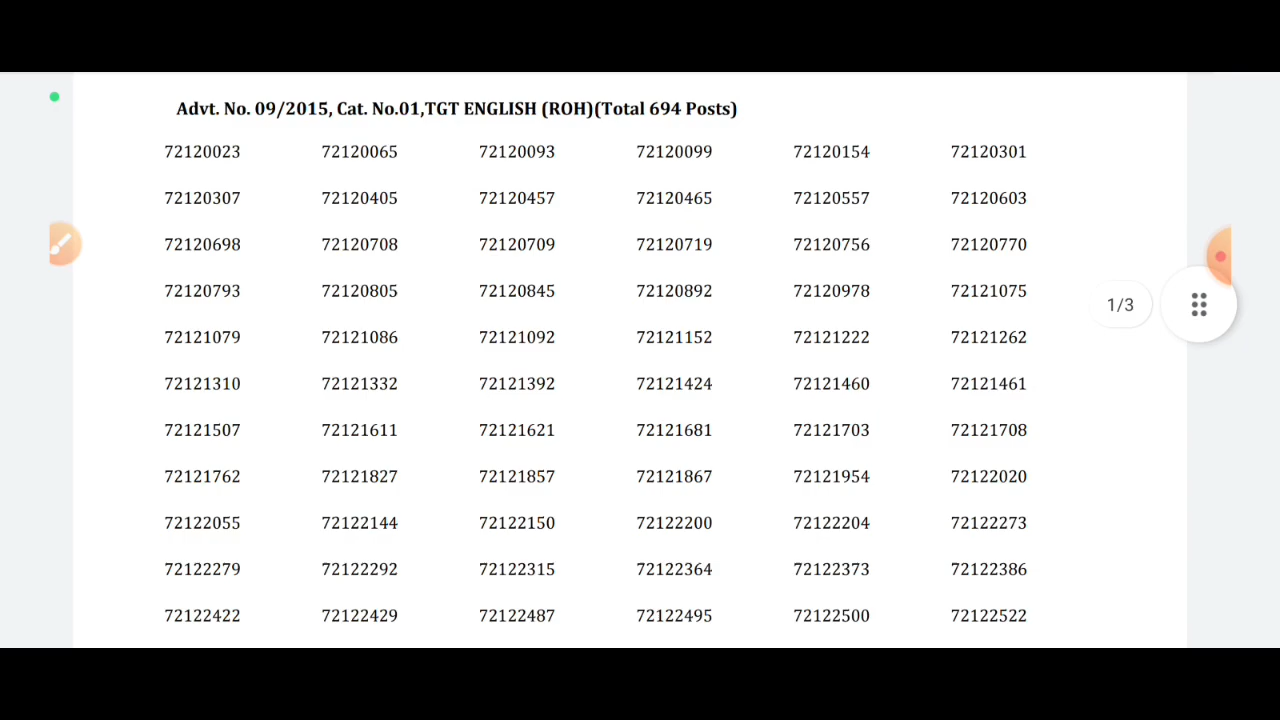 Advt. No. 09/2015, Cat. No.01,TGT ENGLISH (ROH)(Total 694 Posts)
72120023 72120065 72120093 72120099 72120154 72120301
72120307 72120405 72120457 72120465 72120557 72120603
72120698 72120708 72120709 72120719 72120756 72120770
72120793 72120805 72120845 72120892 72120978 72121075
1/3
72121079 72121086 72121092 72121152 72121222 72121262
72121310 72121332 72121392 72121424 72121460 72121461
72121507 72121611 72121621 72121681 72121703 72121708
72121762 72121827 72121857 72121867 72121954 72122020
72122055 72122144 72122150 72122200 72122204 72122273
72122279 72122292 72122315 72122364 72122373 72122386
72122422 72122429 72122487 72122495 72122500 72122522